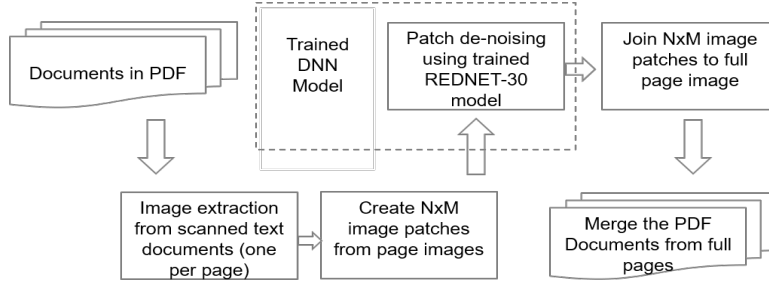 Documents in PDF
Trained
DNN
Model
Patch de-noising
using trained
REDNET-30
model
Join NxM image
patches to full
page image
Image extraction
from scanned text
documents (one
per page)
Create NxM
image patches
from page images
Merge the PDF
Documents from full
pages